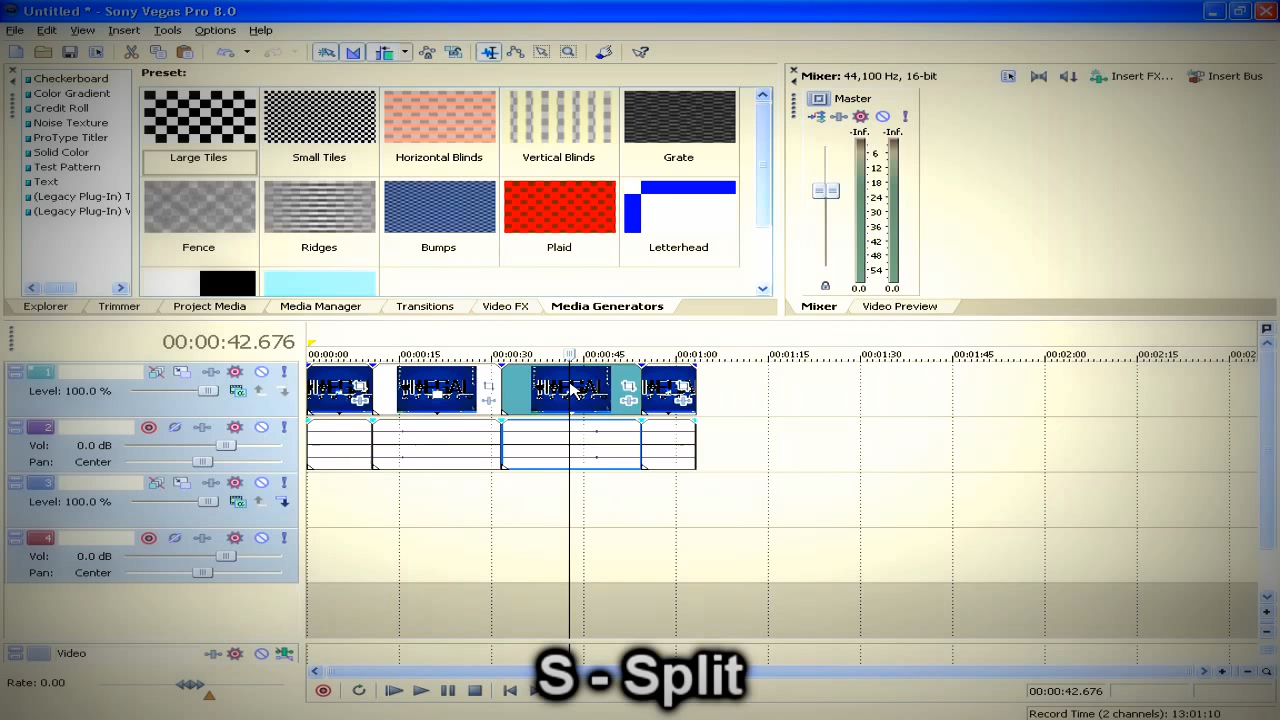 Untitled * - Sony Vegas Pro 8.0
File Edit View Insert Tools Options Help
Checkerboard
Color Gradient
Credit Roll
Noise Texture
ProType Titler
Solid Color
Test Pattern
Text
(Legacy Plug-In) T
(Legacy Plug-In) V
Preset:
Large Tiles Small Tiles Horizontal Blinds Vertical Blinds Grate
Fence Ridges Bumps Plaid Letterhead
Explorer Trimmer Project Media Media Manager Transitions Video FX Media Generators
Mixer: 44,100 Hz, 16-bit Insert FX... Insert Bus
Master
-Inf. -Inf.
6
12
18
24
30
36
42
48
54
0.0 0.0
Mixer Video Preview
00:00:42.676
00:00:00 00:00:15 00:00:30 00:00:45 00:01:00 00:01:15 00:01:30 00:01:45 00:02:00 00:02:15 00:02
1
Level: 100.0 %
2
Vol: 0.0 dB
Pan: Center
3
Level: 100.0 %
4
Vol: 0.0 dB
Pan: Center
Video
Rate: 0.00
S - Split
00:00:42.676
Record Time (2 channels): 13:01:10